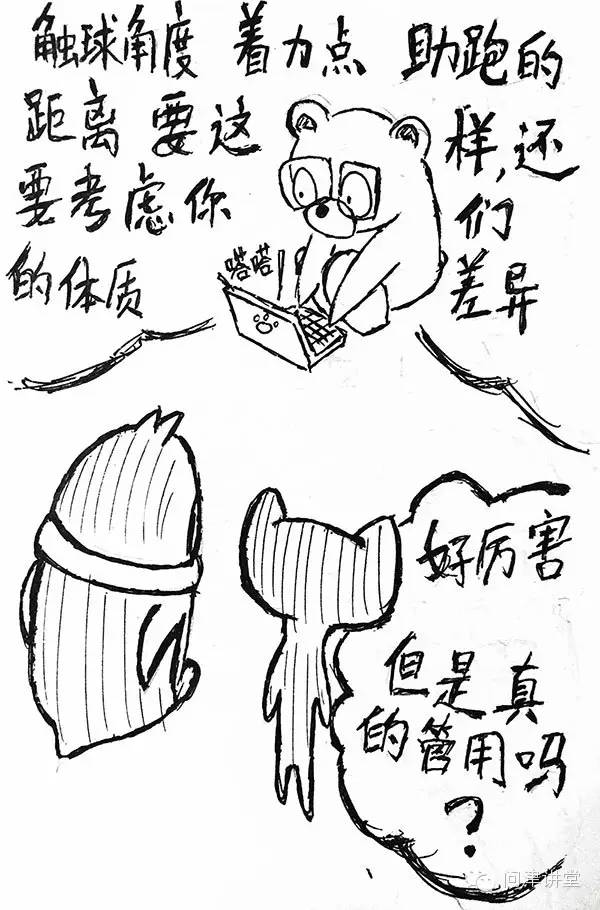 触球角度 着力点 助跑的
距离 要这样,还
要考虑你们
的体质差异
嗒嗒
好厉害
但是真
的管用吗
?
问津讲堂